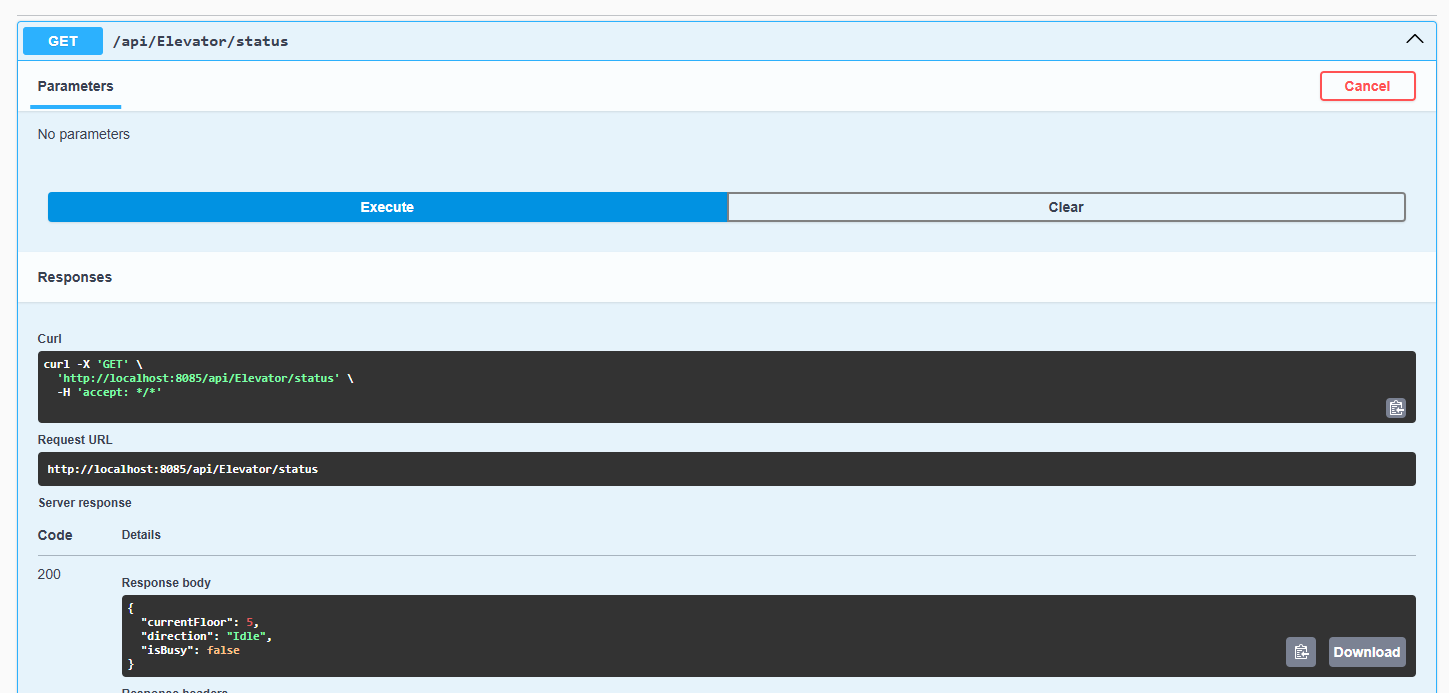 GET /api/Elevator/status
Parameters
Cancel
No parameters
Execute
Clear
Responses
Curl
curl -X 'GET' \
  'http://localhost:8085/api/Elevator/status' \
  -H 'accept: */*'
Request URL
http://localhost:8085/api/Elevator/status
Server response
Code Details
200
Response body
{
  "currentFloor": 5,
  "direction": "Idle",
  "isBusy": false
}
Download
Response headers